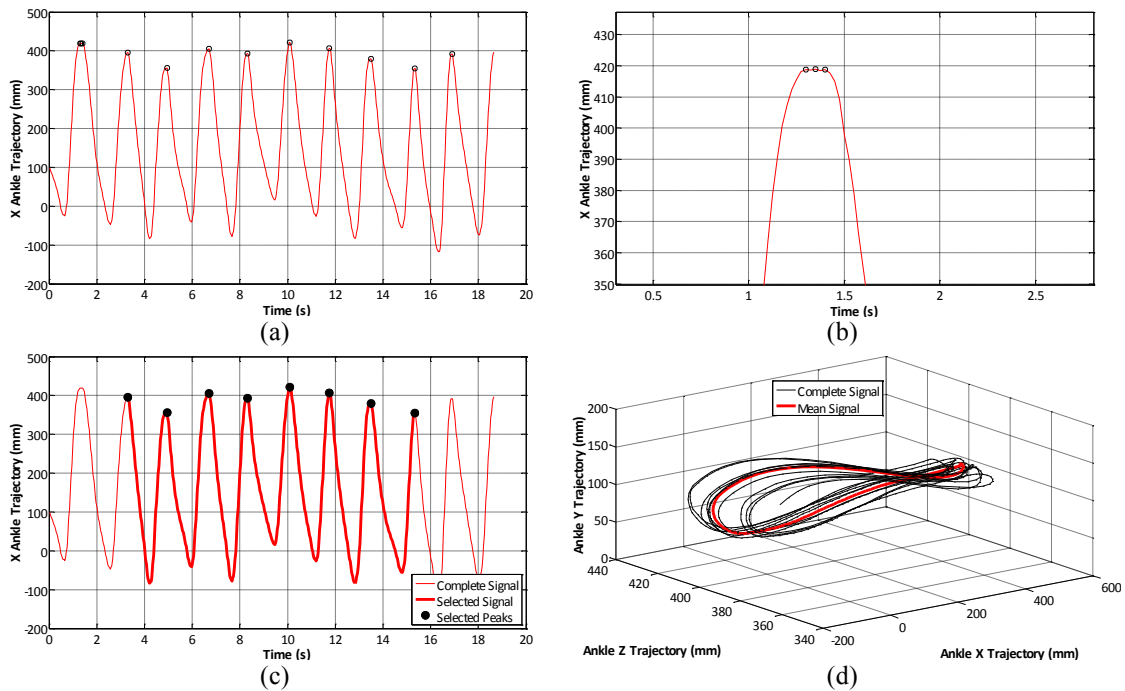 500
400
300
200
100
0
-100
-200
X Ankle Trajectory (mm)
0 2 4 6 8 10 12 14 16 18 20
Time (s)
(a)
430
420
410
400
390
380
370
360
350
X Ankle Trajectory (mm)
0.5 1 1.5 2 2.5
Time (s)
(b)
500
400
300
200
100
0
-100
-200
X Ankle Trajectory (mm)
Complete Signal
Selected Signal
Selected Peaks
0 2 4 6 8 10 12 14 16 18 20
Time (s)
(c)
Complete Signal
Mean Signal
200
150
100
50
0
Ankle Y Trajectory (mm)
440
420
400
380
360
340
Ankle Z Trajectory (mm)
-200
0
200
400
600
Ankle X Trajectory (mm)
(d)